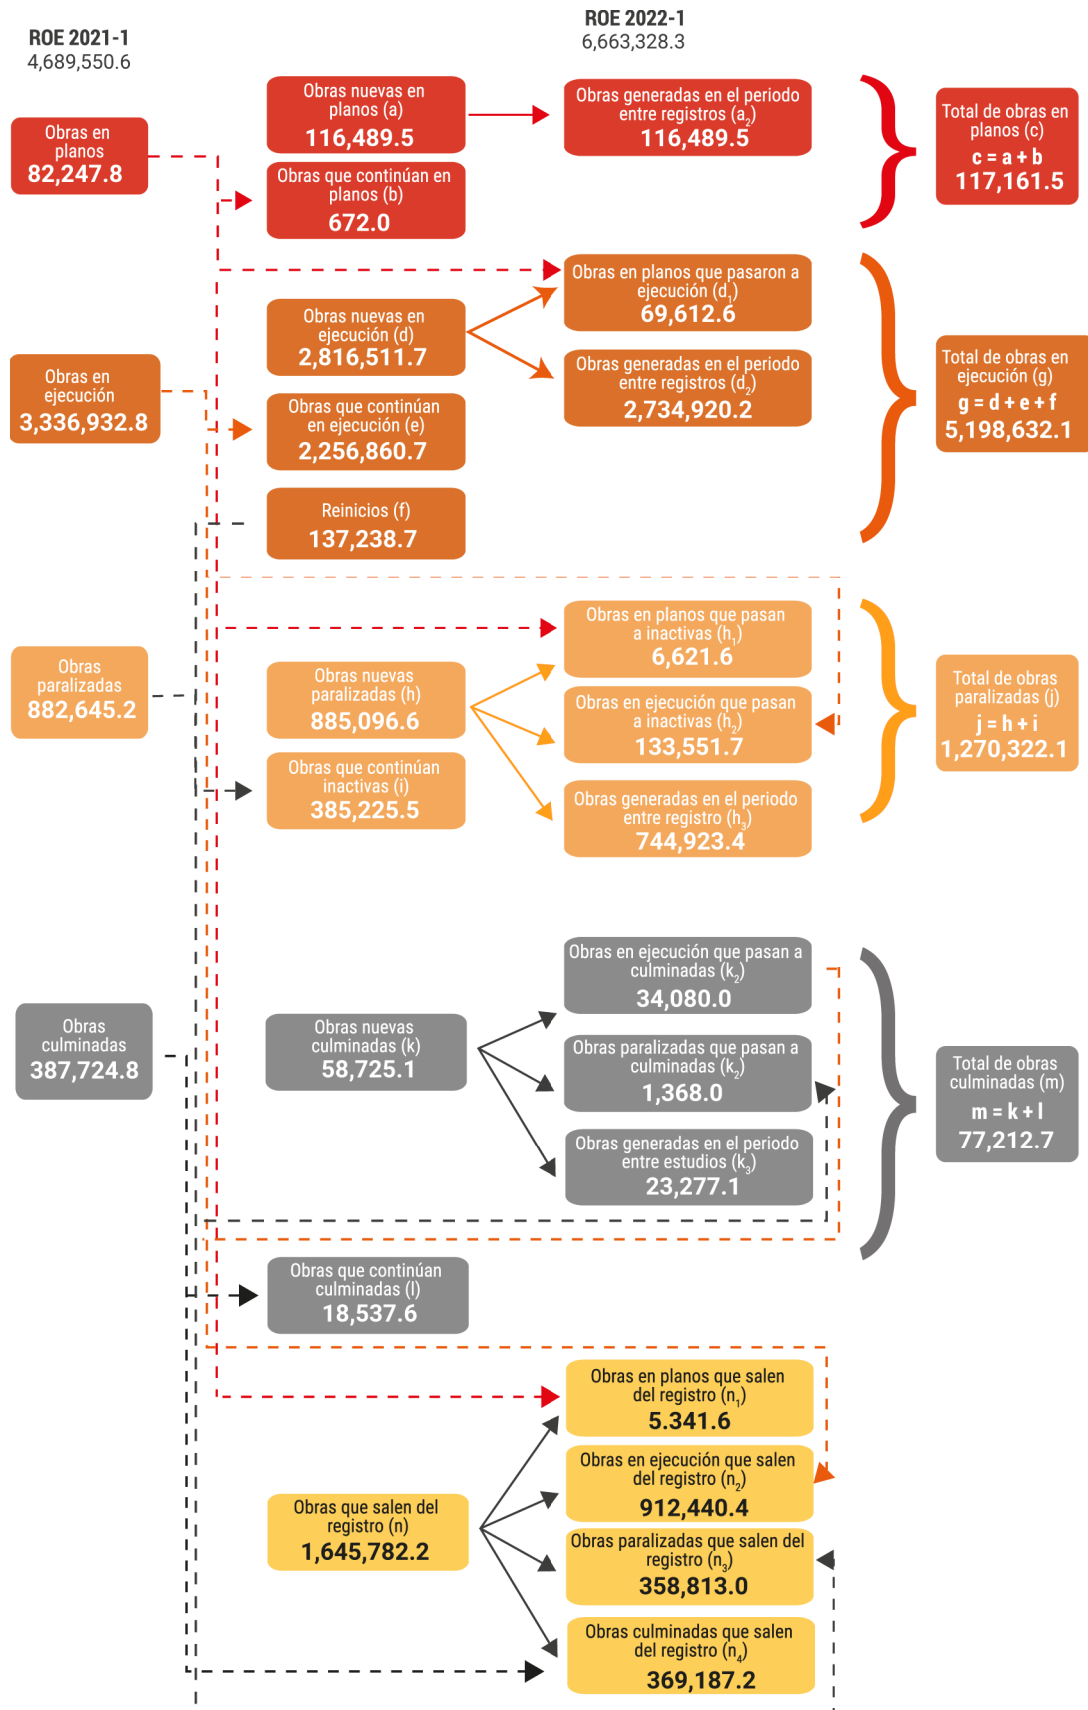 ROE 2021-1
4,689,550.6
ROE 2022-1
6,663,328.3
Obras en
planos
82,247.8
Obras nuevas en
planos (a)
116,489.5
Obras generadas en el periodo
entre registros (a₂)
116,489.5
Obras que continúan en
planos (b)
672.0
Total de obras en
planos (c)
c = a + b
117,161.5
Obras en
ejecución
3,336,932.8
Obras nuevas en
ejecución (d)
2,816,511.7
Obras en planos que pasaron a
ejecución (d₁)
69,612.6
Obras generadas en el periodo
entre registros (d₂)
2,734,920.2
Obras que continúan
en ejecución (e)
2,256,860.7
Reinicios (f)
137,238.7
Total de obras en
ejecución (g)
g = d + e + f
5,198,632.1
Obras
paralizadas
882,645.2
Obras nuevas
paralizadas (h)
885,096.6
Obras en planos que pasan
a inactivas (h₁)
6,621.6
Obras en ejecución que pasan
a inactivas (h₂)
133,551.7
Obras generadas en el periodo
entre registro (h₃)
744,923.4
Obras que continúan
inactivas (i)
385,225.5
Total de obras
paralizadas (j)
j = h + i
1,270,322.1
Obras
culminadas
387,724.8
Obras nuevas
culminadas (k)
58,725.1
Obras en ejecución que pasan a
culminadas (k₂)
34,080.0
Obras paralizadas que pasan a
culminadas (k₂)
1,368.0
Obras generadas en el periodo
entre estudios (k₃)
23,277.1
Obras que continúan
culminadas (l)
18,537.6
Total de obras
culminadas (m)
m = k + l
77,212.7
Obras que salen del
registro (n)
1,645,782.2
Obras en planos que salen
del registro (n₁)
5.341.6
Obras en ejecución que salen
del registro (n₂)
912,440.4
Obras paralizadas que salen del
registro (n₃)
358,813.0
Obras culminadas que salen
del registro (n₄)
369,187.2